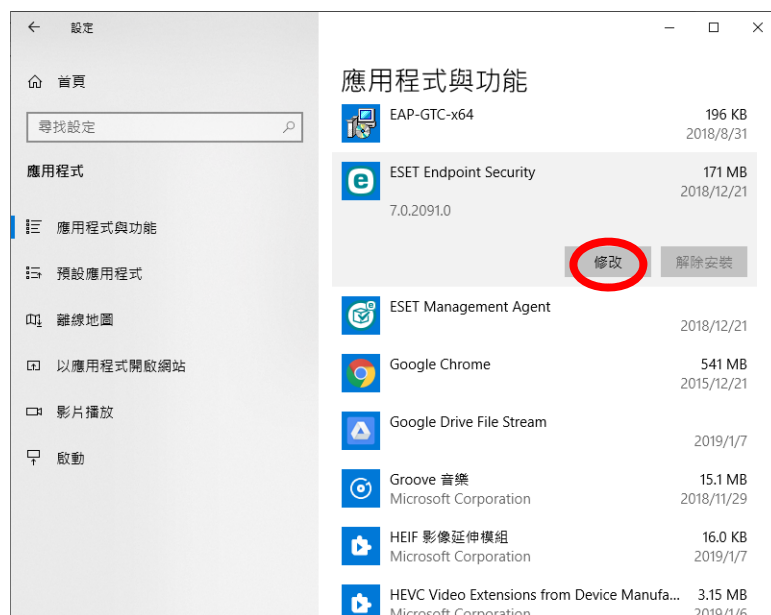 設定
首頁
尋找設定
應用程式
應用程式與功能
預設應用程式
離線地圖
以應用程式開啟網站
影片播放
啟動
應用程式與功能
EAP-GTC-x64 196 KB
2018/8/31
ESET Endpoint Security 171 MB
2018/12/21
7.0.2091.0
修改 解除安裝
ESET Management Agent
2018/12/21
Google Chrome 541 MB
2015/12/21
Google Drive File Stream
2019/1/7
Groove 音樂 15.1 MB
Microsoft Corporation 2018/11/29
HEIF 影像延伸模組 16.0 KB
Microsoft Corporation 2019/1/7
HEVC Video Extensions from Device Manufa... 3.15 MB
Microsoft Corporation 2019/1/6